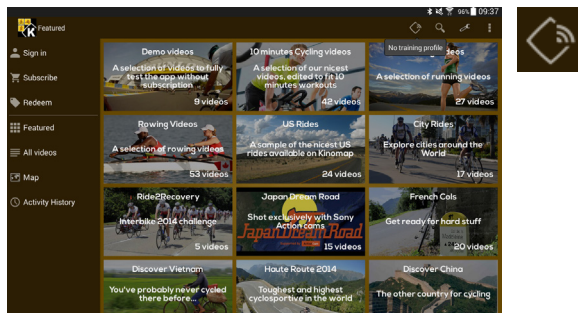 96% 09:37
K Featured
No training profile
Sign in
Subscribe
Redeem
Featured
All videos
Map
Activity History
Demo videos
A selection of videos to fully
test the app without
subscription
9 videos
10 minutes Cycling videos
A selection of our nicest
videos, edited to fit 10
minutes workouts
42 videos
A selection of running videos
27 videos
Rowing Videos
A selection of rowing videos
53 videos
US Rides
A sample of the nicest US
rides available on Kinomap
24 videos
City Rides
Explore cities around the
World
17 videos
Ride2Recovery
Interbike 2014 challenge
5 videos
Japan Dream Road
Shot exclusively with Sony
Action cams
JapanDreamRoad
15 videos
French Cols
Get ready for hard stuff
20 videos
Discover Vietnam
You've probably never cycled
there before...
Haute Route 2014
Toughest and highest
cyclosportive in the world
Discover China
The other country for cycling